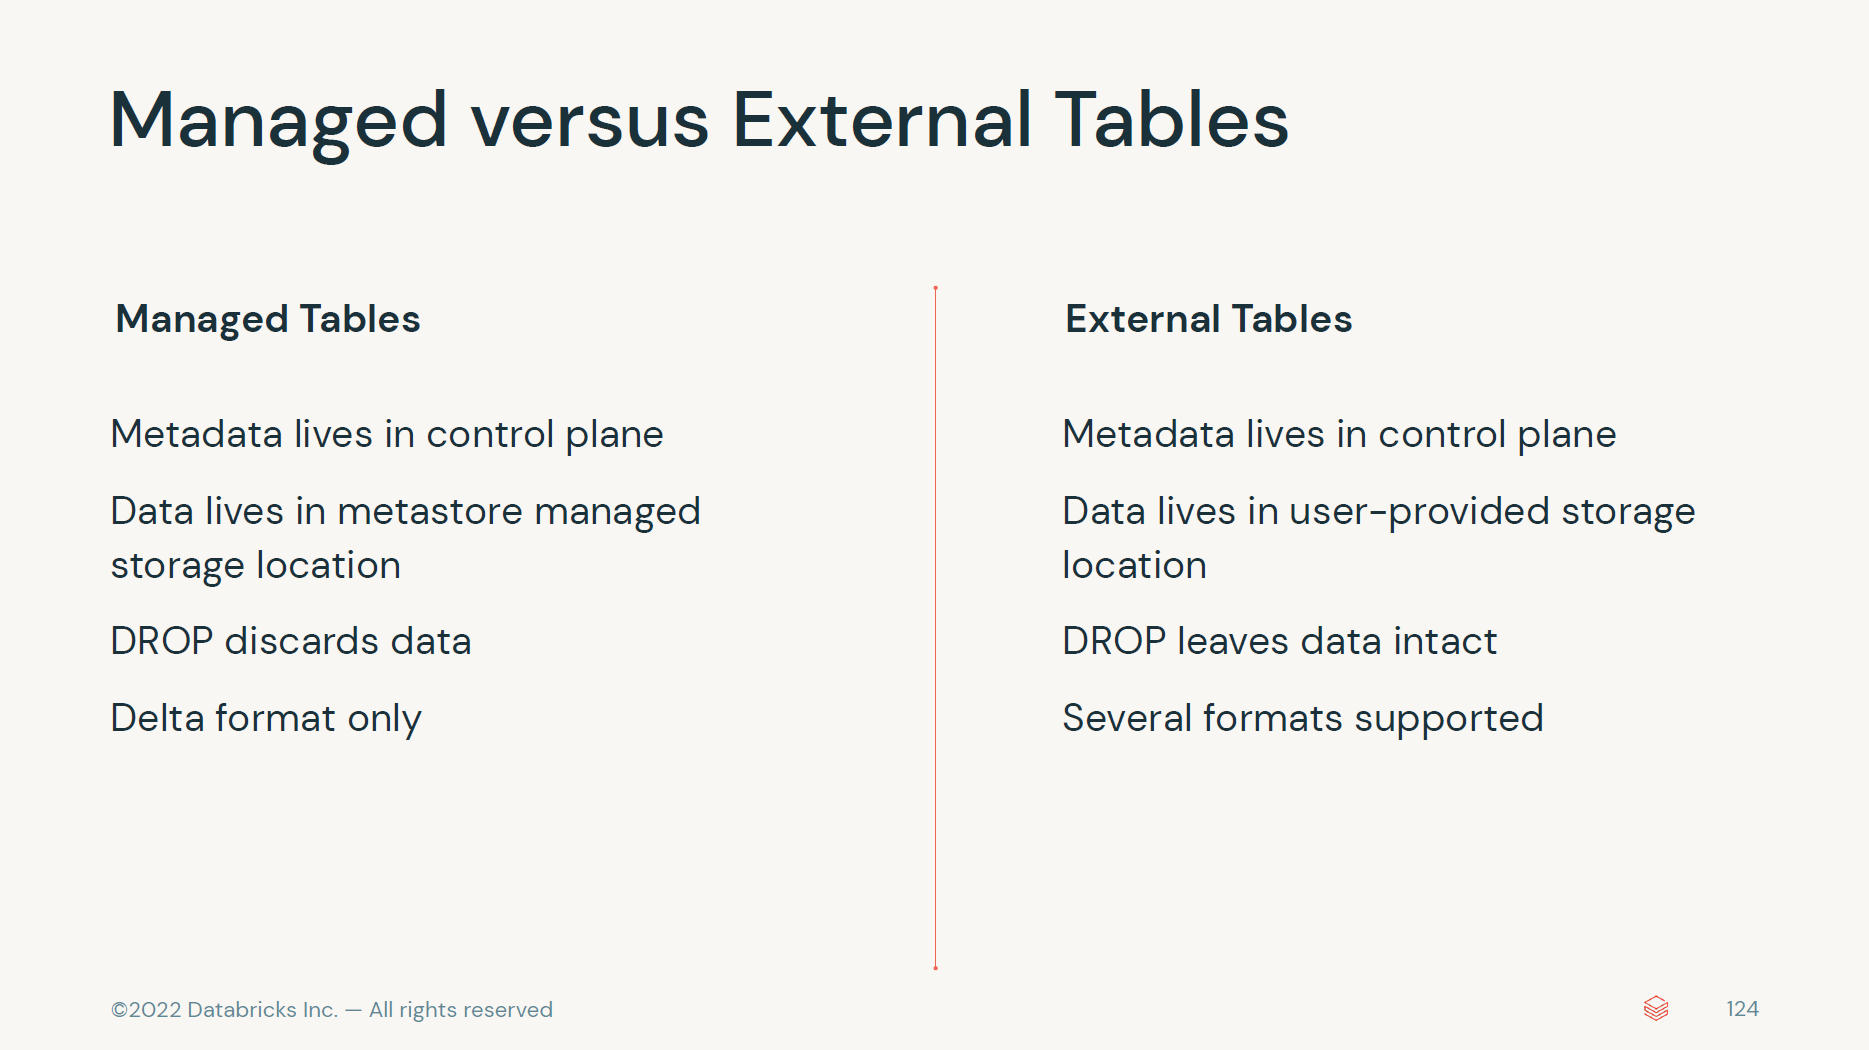 Managed versus External Tables
Managed Tables
Metadata lives in control plane
Data lives in metastore managed
storage location
DROP discards data
Delta format only
External Tables
Metadata lives in control plane
Data lives in user-provided storage
location
DROP leaves data intact
Several formats supported
©2022 Databricks Inc. — All rights reserved
124